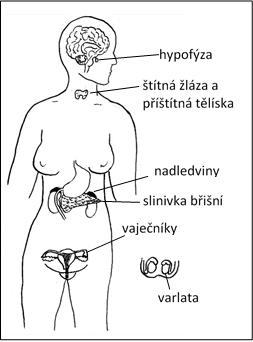 hypofýza
štítná žláza a
příštítná tělíska
nadledviny
slinivka břišní
vaječníky
varlata